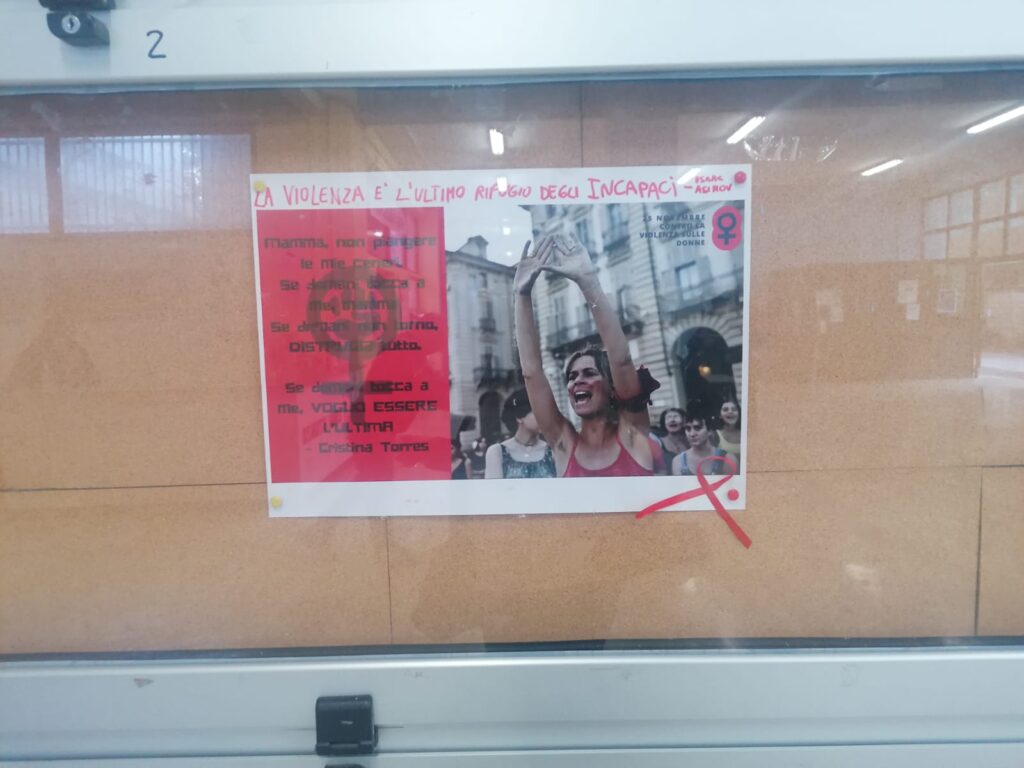 2
LA VIOLENZA E' L'ULTIMO RIFUGIO DEGLI INCAPACI - ISAAC
ASIMOV
25 NOVEMBRE
CONTRO LA
VIOLENZA SULLE
DONNE
Mamma, non piangere
le mie ceneri.
Se domani tocca a
me, mamma
Se domani non torno,
DISTRUGGI tutto.
Se domani tocca a
me, VOGLIO ESSERE
L'ULTIMA
- Cristina Torres